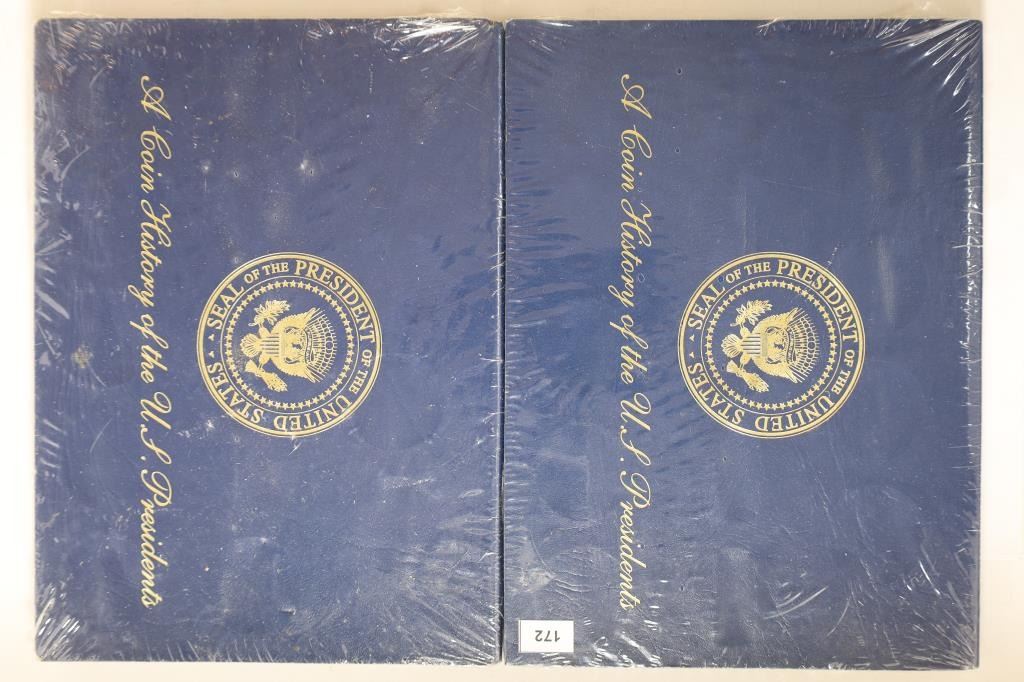 A Coin History of the U.S. Presidents
SEAL OF THE PRESIDENT OF THE UNITED STATES
A Coin History of the U.S. Presidents
SEAL OF THE PRESIDENT OF THE UNITED STATES
172